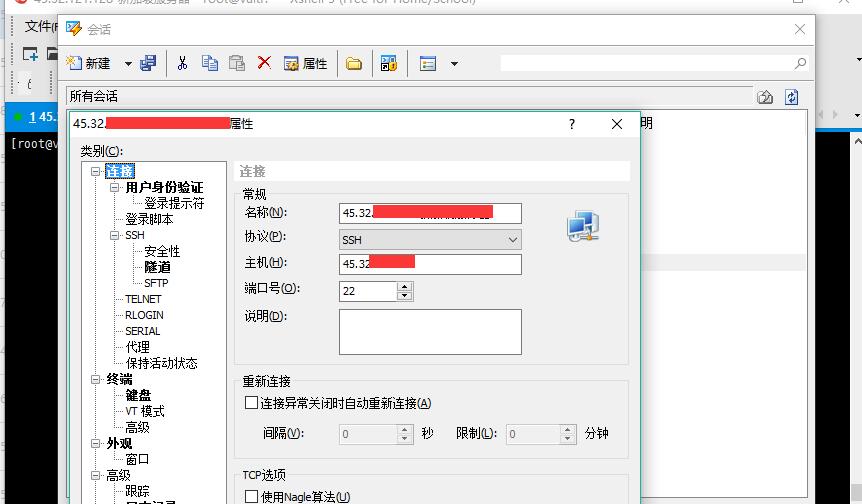 会话
文件(F
新建
属性
所有会话
1 45.
[root@v
明
45.32. 属性
类别(C):
连接
用户身份验证
登录提示符
登录脚本
SSH
安全性
隧道
SFTP
TELNET
RLOGIN
SERIAL
代理
保持活动状态
终端
键盘
VT 模式
高级
外观
窗口
高级
跟踪
连接
常规
名称(N):
45.32.
协议(P):
SSH
主机(H):
45.32
端口号(O):
22
说明(D):
重新连接
连接异常关闭时自动重新连接(A)
间隔(V): 0 秒 限制(L): 0 分钟
TCP选项
使用Nagle算法(U)